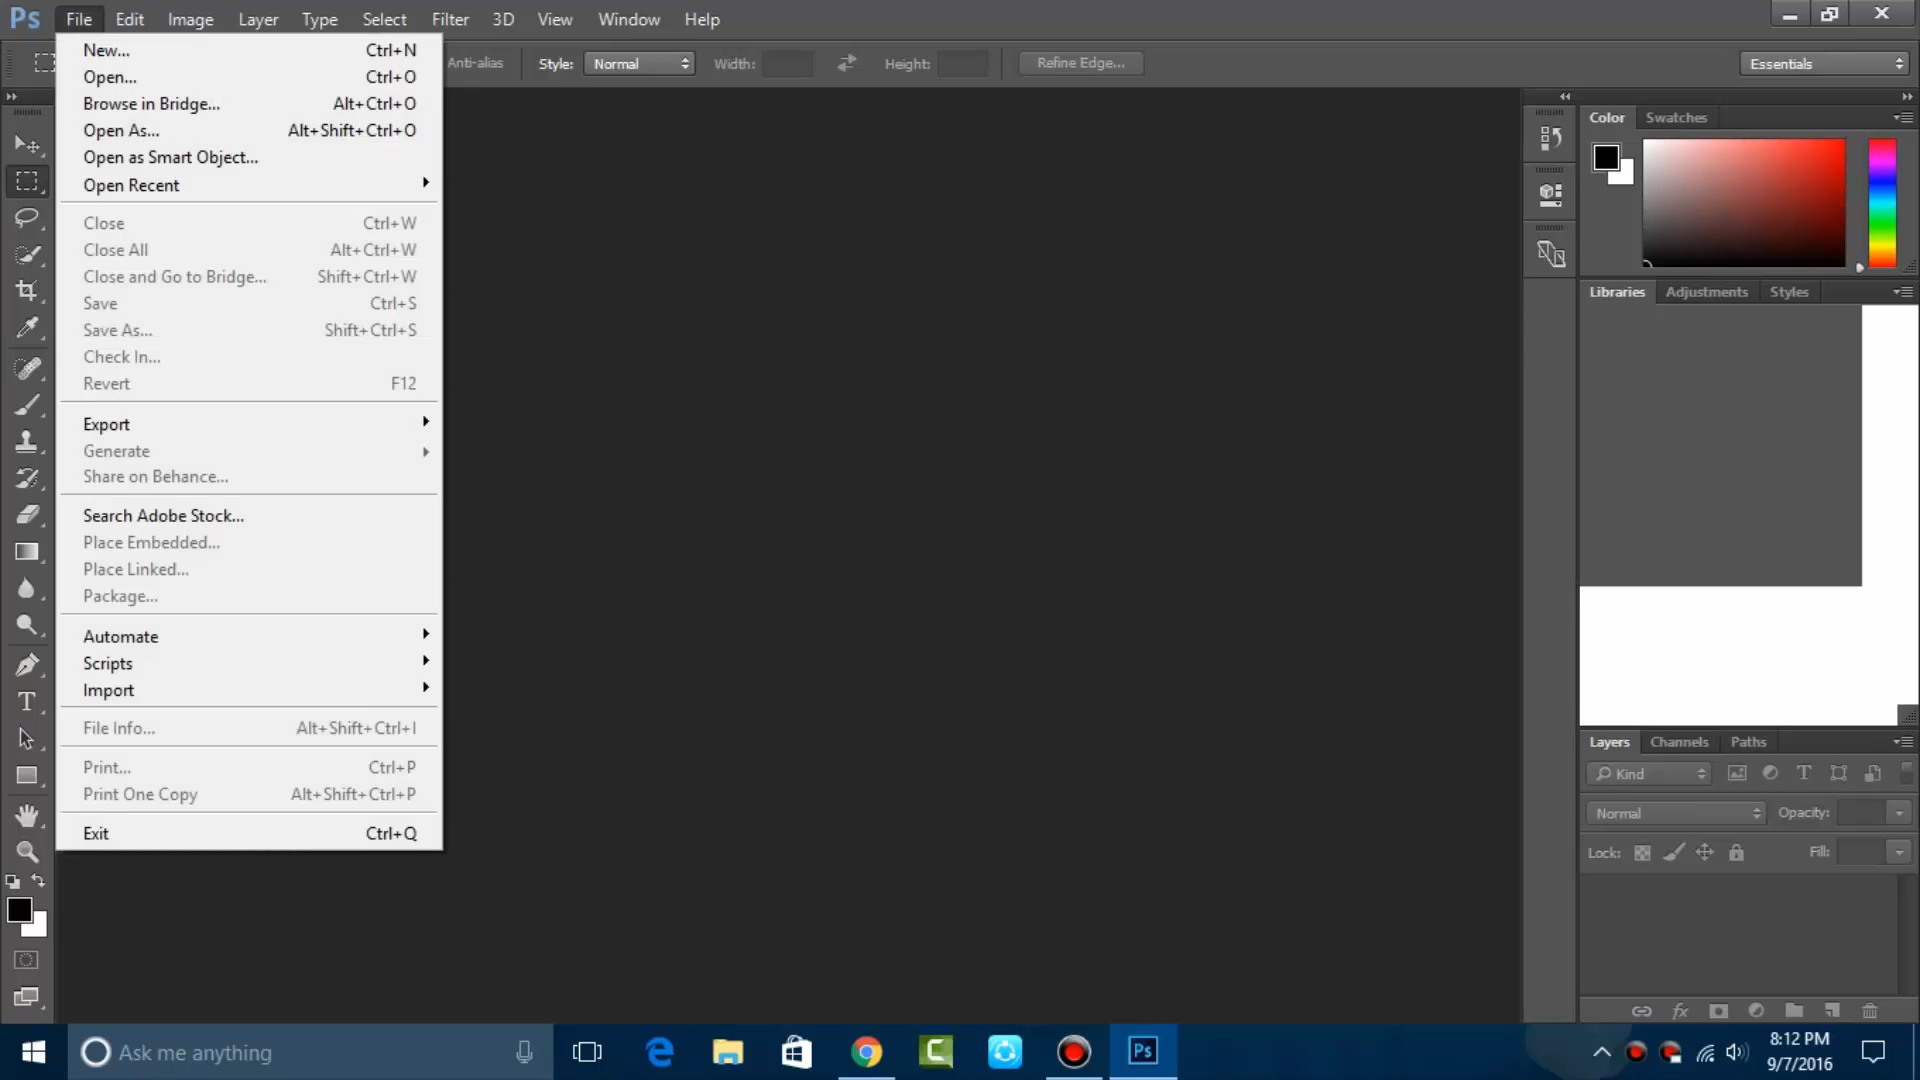 Ps File Edit Image Layer Type Select Filter 3D View Window Help
Anti-alias Style: Normal Width: Height: Refine Edge... Essentials
New... Ctrl+N
Open... Ctrl+O
Browse in Bridge... Alt+Ctrl+O
Open As... Alt+Shift+Ctrl+O
Open as Smart Object...
Open Recent
Close Ctrl+W
Close All Alt+Ctrl+W
Close and Go to Bridge... Shift+Ctrl+W
Save Ctrl+S
Save As... Shift+Ctrl+S
Check In...
Revert F12
Export
Generate
Share on Behance...
Search Adobe Stock...
Place Embedded...
Place Linked...
Package...
Automate
Scripts
Import
File Info... Alt+Shift+Ctrl+I
Print... Ctrl+P
Print One Copy Alt+Shift+Ctrl+P
Exit Ctrl+Q
Color Swatches
Libraries Adjustments Styles
Layers Channels Paths
Kind
Normal Opacity:
Lock: Fill:
fx
Ask me anything
Ps
8:12 PM
9/7/2016